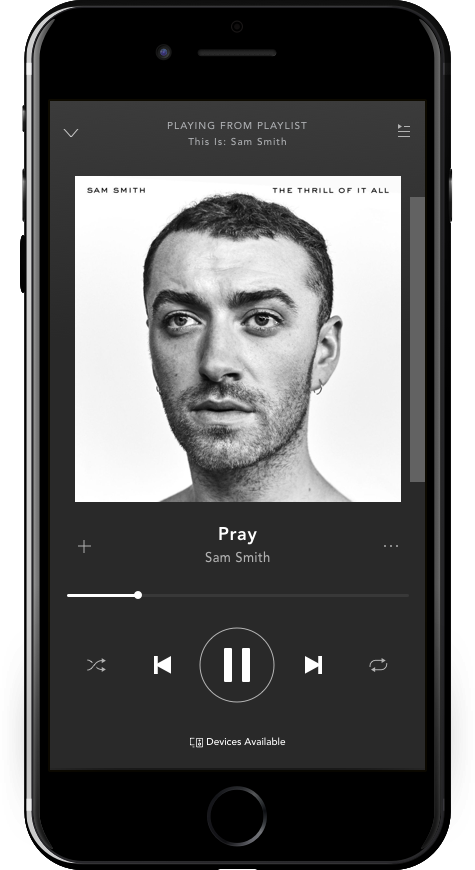 PLAYING FROM PLAYLIST
This Is: Sam Smith
SAM SMITH THE THRILL OF IT ALL
Pray
Sam Smith
Devices Available